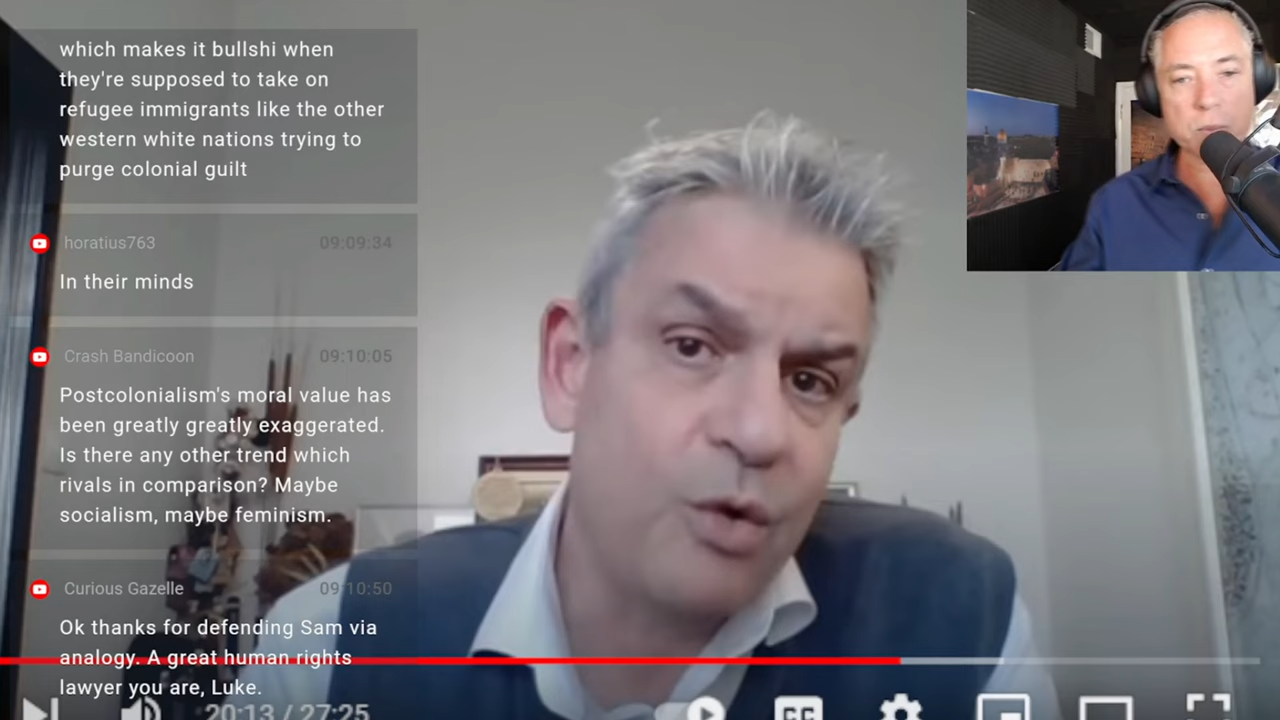 which makes it bullshi when
they're supposed to take on
refugee immigrants like the other
western white nations trying to
purge colonial guilt
horatius763 09:09:34
In their minds
Crash Bandicoon 09:10:05
Postcolonialism's moral value has
been greatly greatly exaggerated.
Is there any other trend which
rivals in comparison? Maybe
socialism, maybe feminism.
Curious Gazelle 09:10:50
Ok thanks for defending Sam via
analogy. A great human rights
lawyer you are, Luke.
20:13 / 27:25
CC